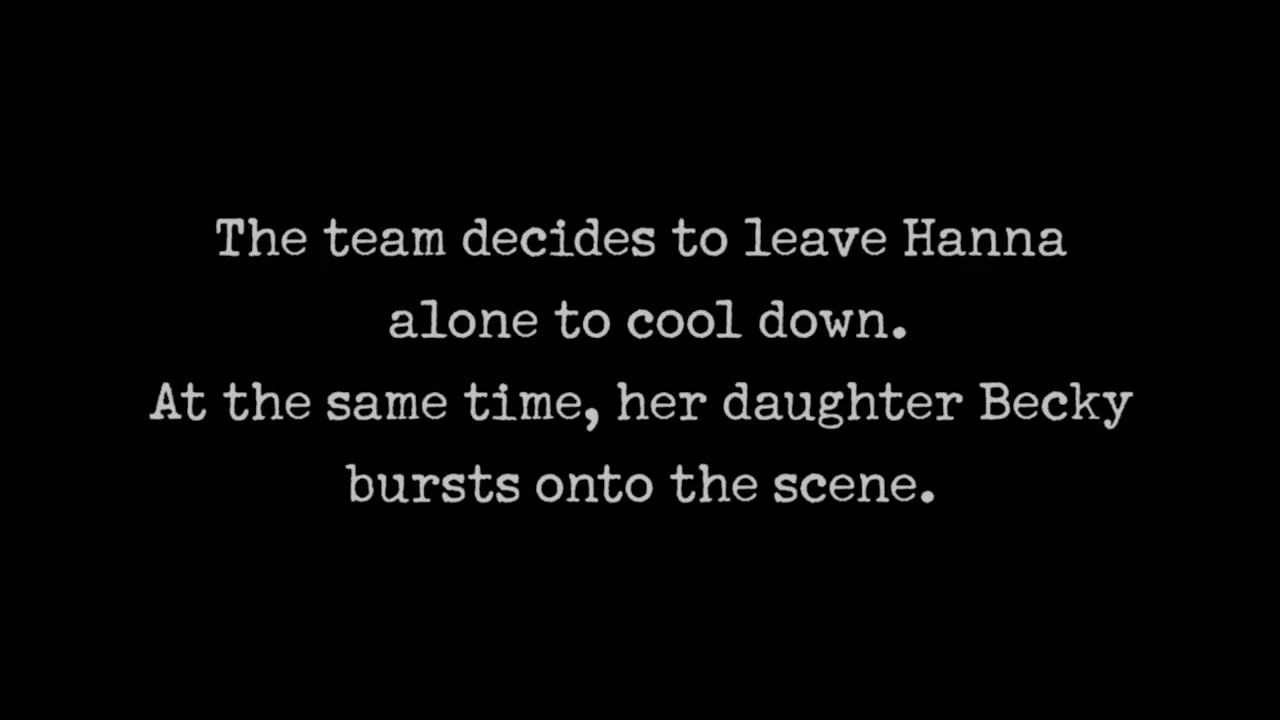 The team decides to leave Hanna
alone to cool down.
At the same time, her daughter Becky
bursts onto the scene.